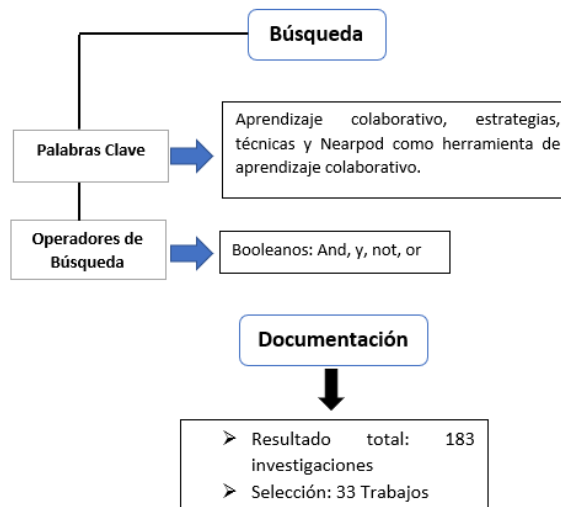 Búsqueda
Palabras Clave
Aprendizaje colaborativo, estrategias,
técnicas y Nearpod como herramienta de
aprendizaje colaborativo.
Operadores de
Búsqueda
Booleanos: And, y, not, or
Documentación
➤ Resultado total: 183
investigaciones
➤ Selección: 33 Trabajos